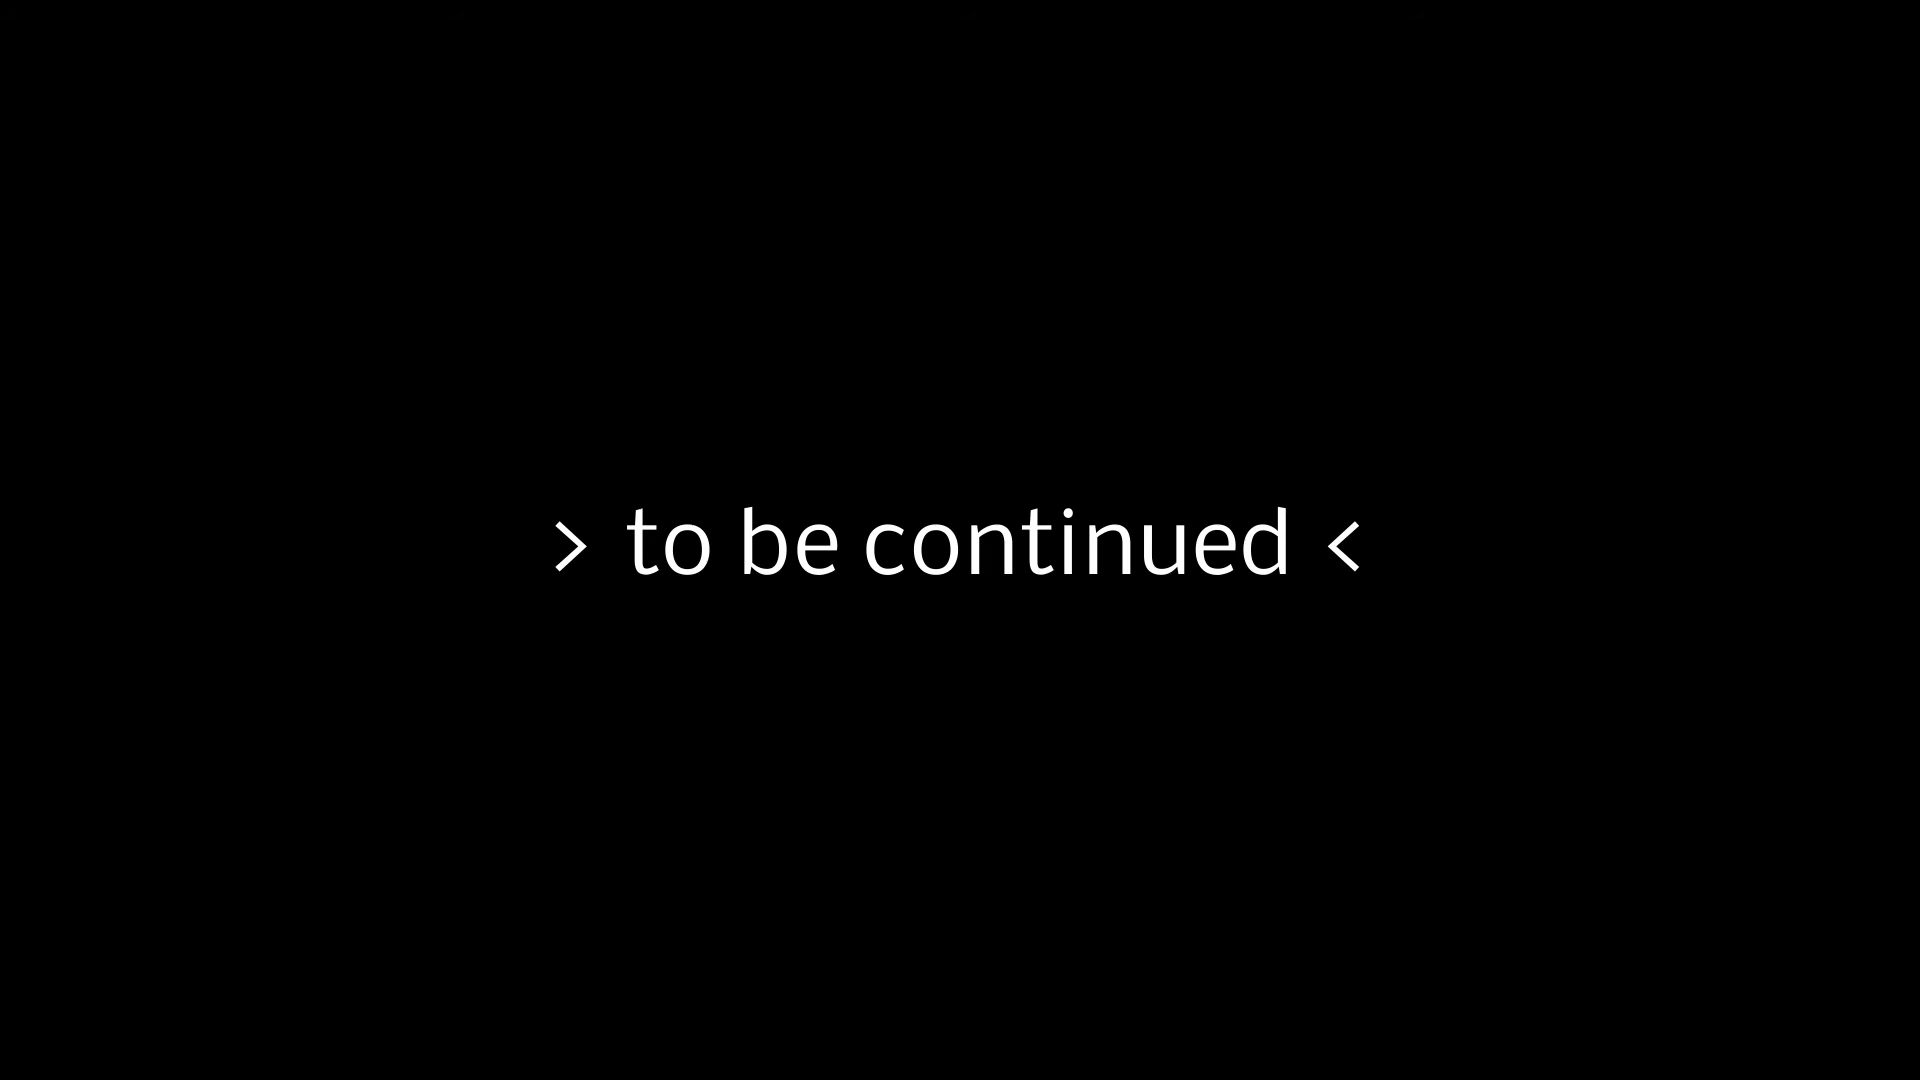 > to be continued <